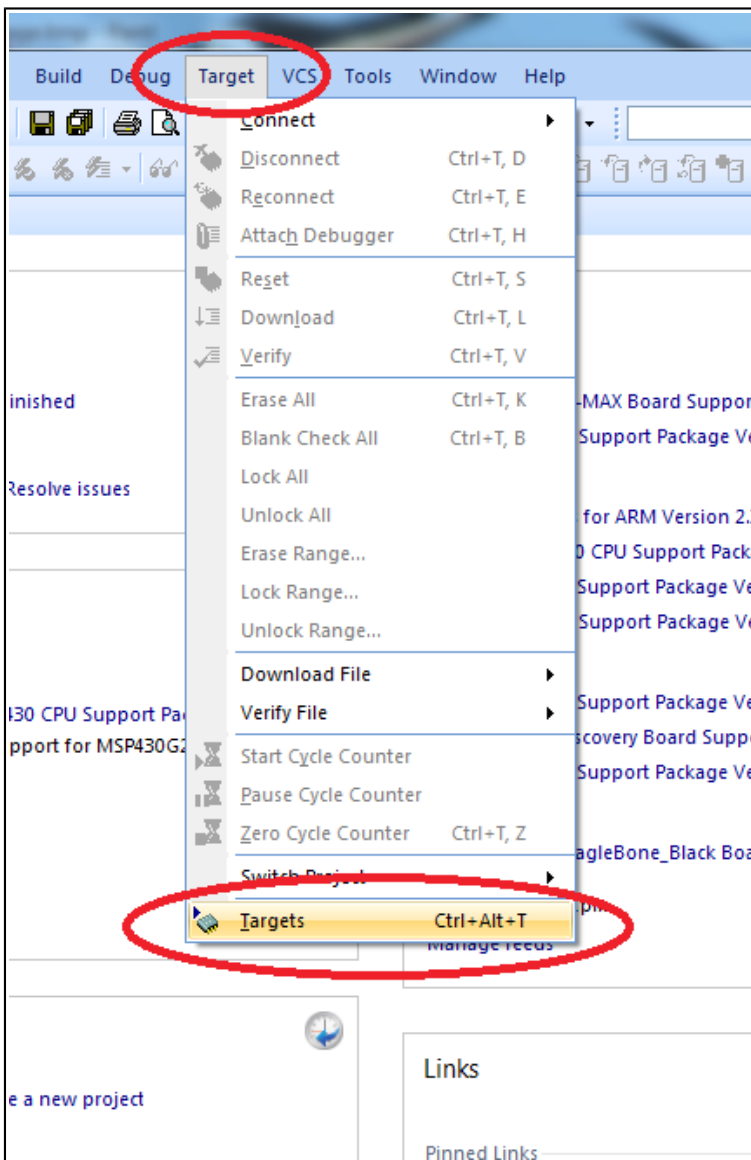 Build Debug Target VCS Tools Window Help
Connect
Disconnect Ctrl+T, D
Reconnect Ctrl+T, E
Attach Debugger Ctrl+T, H
Reset Ctrl+T, S
Download Ctrl+T, L
Verify Ctrl+T, V
Erase All Ctrl+T, K
Blank Check All Ctrl+T, B
Lock All
Unlock All
Erase Range...
Lock Range...
Unlock Range...
Download File
Verify File
Start Cycle Counter
Pause Cycle Counter
Zero Cycle Counter Ctrl+T, Z
Switch Project
Targets Ctrl+Alt+T
inished
Resolve issues
430 CPU Support Pa
pport for MSP430G2
e a new project
-MAX Board Suppor
Support Package Ve
for ARM Version 2.
0 CPU Support Pack
Support Package Ve
Support Package Ve
Support Package Ve
scovery Board Supp
Support Package Ve
agleBone_Black Boa
Manage feeds
Links
Pinned Links